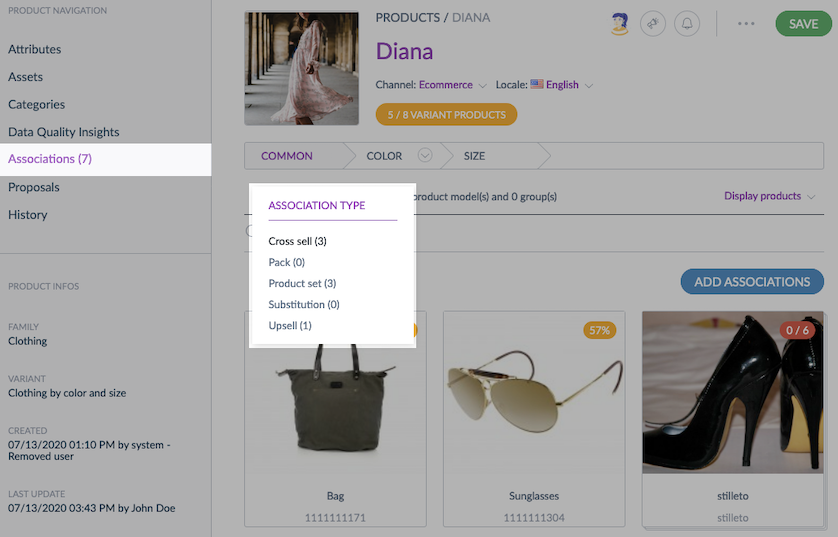 PRODUCT NAVIGATION
Attributes
Assets
Categories
Data Quality Insights
Associations (7)
Proposals
History
PRODUCT INFOS
FAMILY
Clothing
VARIANT
Clothing by color and size
CREATED
07/13/2020 01:10 PM by system -
Removed user
LAST UPDATE
07/13/2020 03:43 PM by John Doe
PRODUCTS / DIANA
SAVE
Diana
Channel: Ecommerce Locale: English
5 / 8 VARIANT PRODUCTS
COMMON COLOR SIZE
product model(s) and 0 group(s)
Display products
ASSOCIATION TYPE
Cross sell (3)
Pack (0)
Product set (3)
Substitution (0)
Upsell (1)
ADD ASSOCIATIONS
57%
0 / 6
Bag
1111111171
Sunglasses
1111111304
stilleto
stilleto